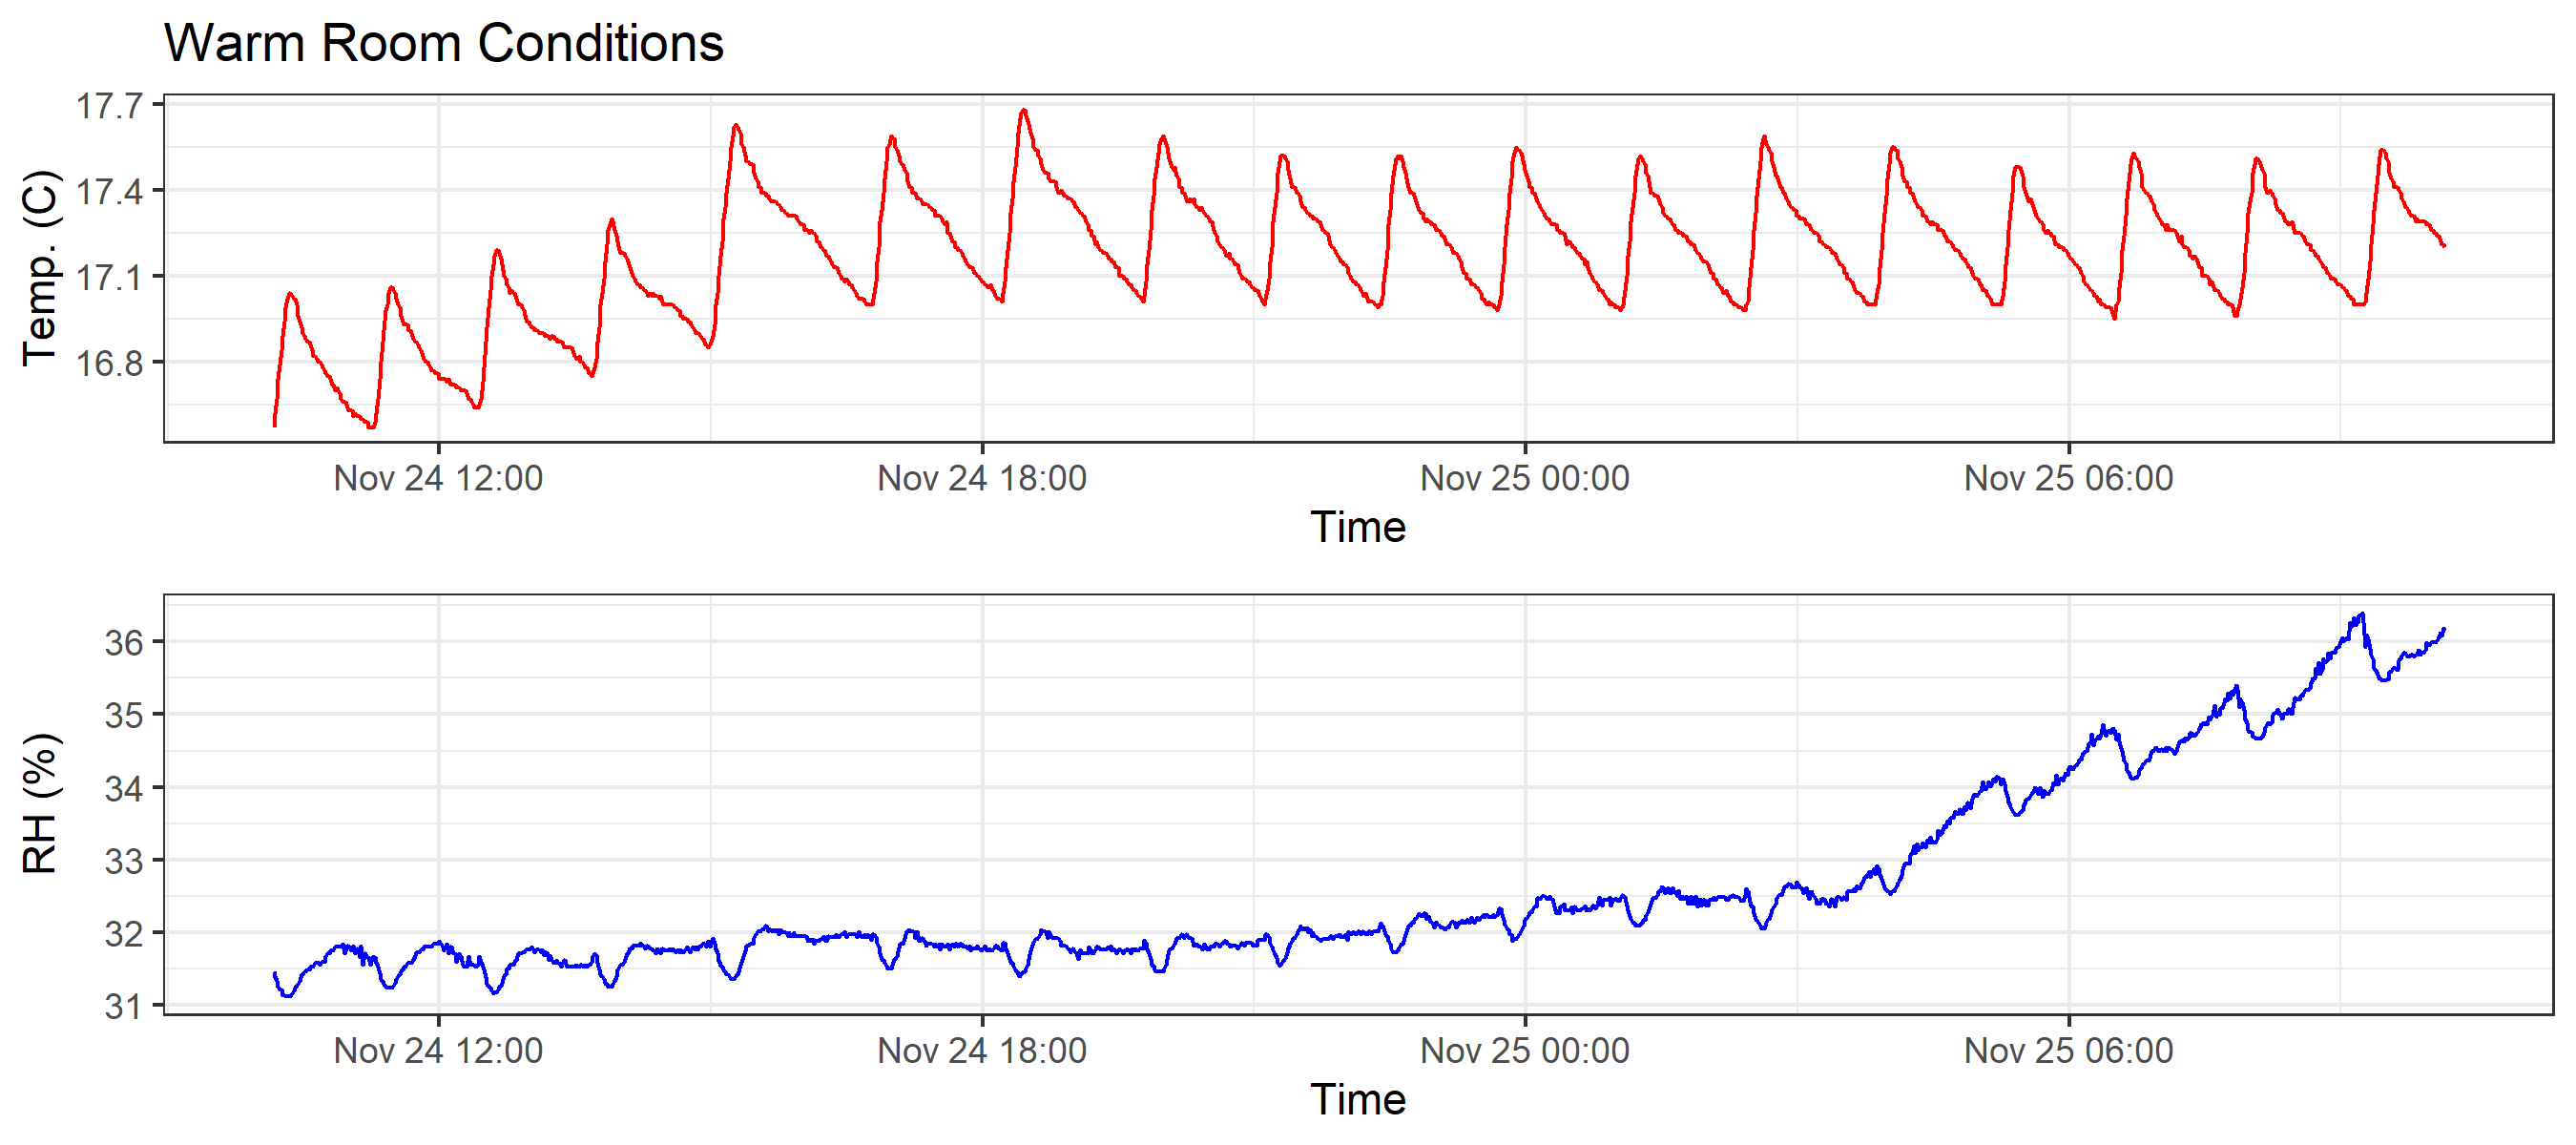 Warm Room Conditions
Temp. (C)
17.7
17.4
17.1
16.8
Nov 24 12:00 Nov 24 18:00 Nov 25 00:00 Nov 25 06:00
Time
RH (%)
36
35
34
33
32
31
Nov 24 12:00 Nov 24 18:00 Nov 25 00:00 Nov 25 06:00
Time